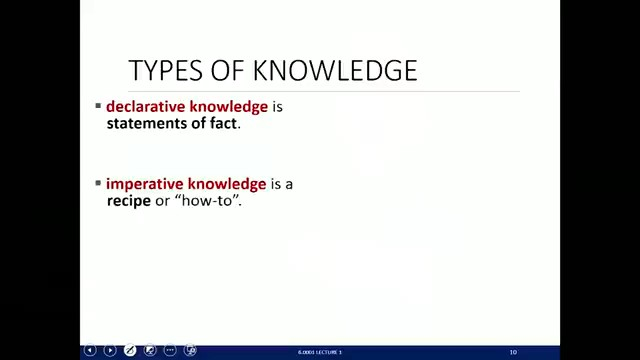 TYPES OF KNOWLEDGE
▪ declarative knowledge is
statements of fact.
▪ imperative knowledge is a
recipe or “how-to”.
6.0001 LECTURE 1
10